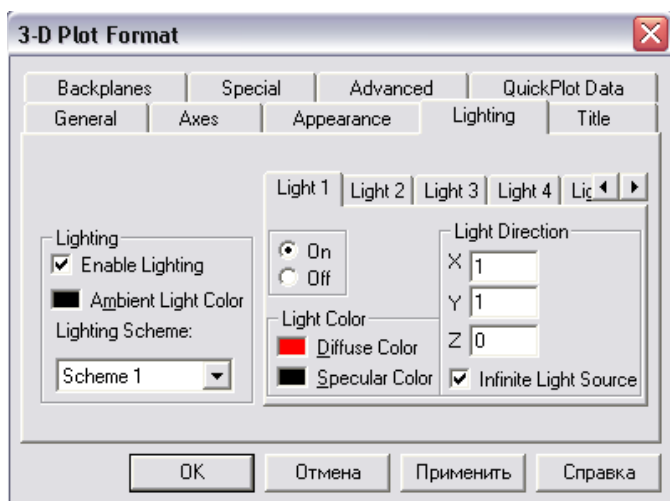 3-D Plot Format
Backplanes Special Advanced QuickPlot Data
General Axes Appearance Lighting Title
Light 1 Light 2 Light 3 Light 4
Lighting
Enable Lighting
Ambient Light Color
Lighting Scheme:
Scheme 1
On
Off
Light Color
Diffuse Color
Specular Color
Light Direction
X 1
Y 1
Z 0
Infinite Light Source
OK Отмена Применить Справка